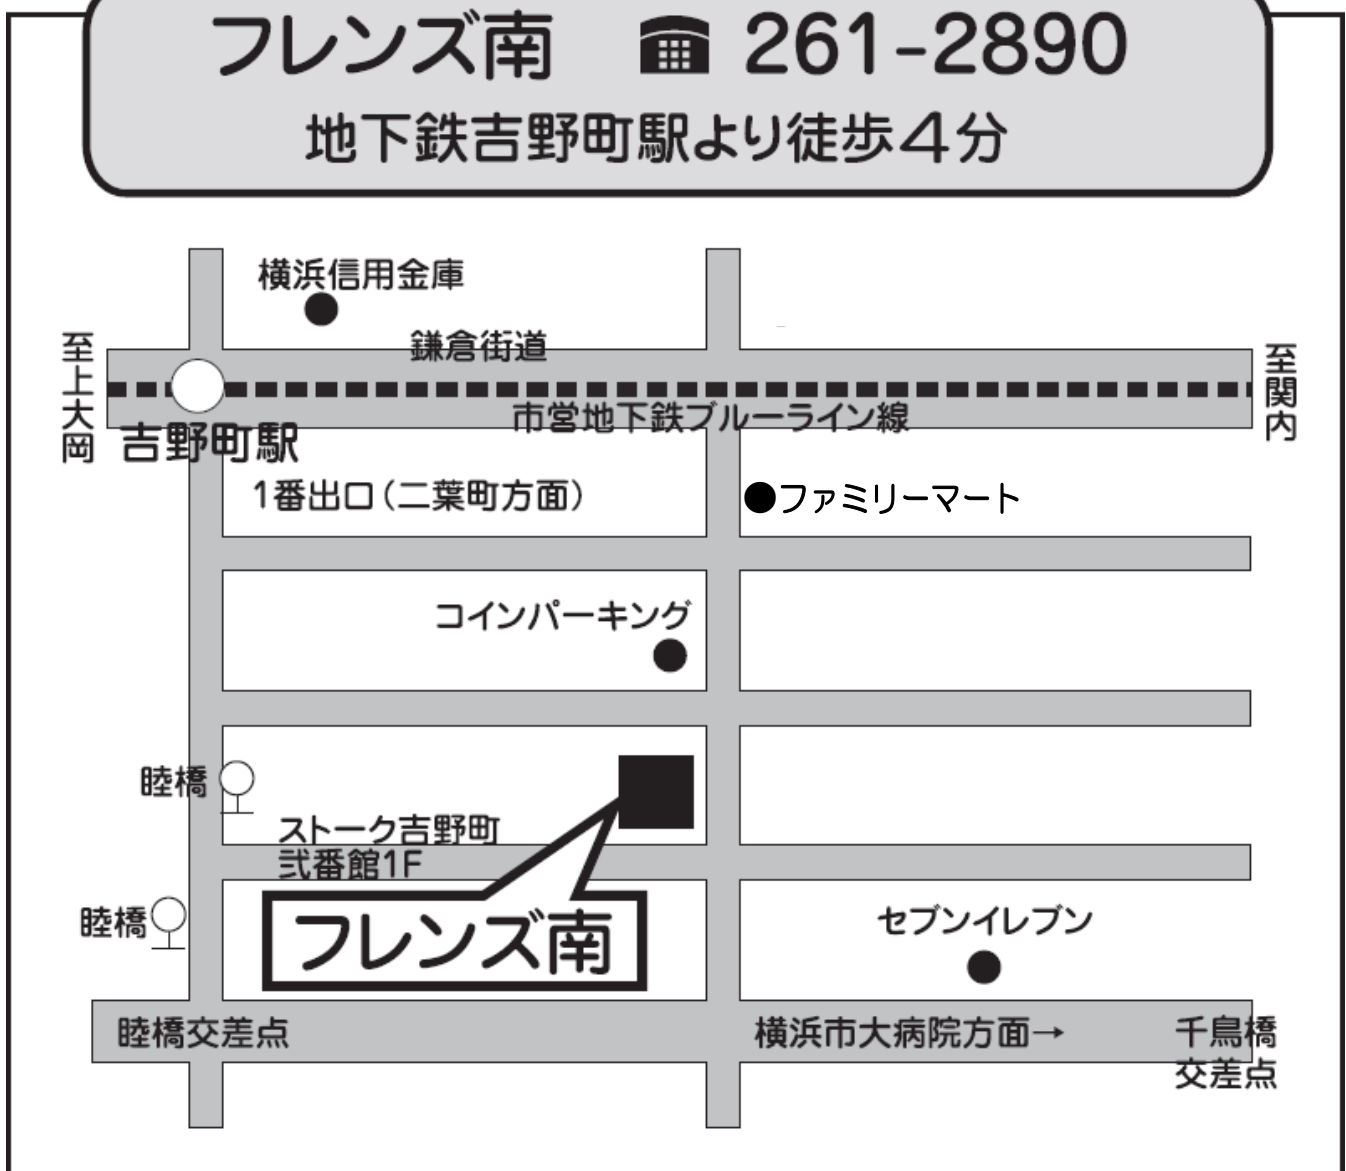 フレンズ南 ☎ 261-2890
地下鉄吉野町駅より徒歩4分
横浜信用金庫
鎌倉街道
至上大岡
至関内
市営地下鉄ブルーライン線
吉野町駅
1番出口(二葉町方面)
ファミリーマート
コインパーキング
睦橋
ストーク吉野町
弐番館1F
睦橋
フレンズ南
セブンイレブン
睦橋交差点
横浜市大病院方面→
千鳥橋
交差点